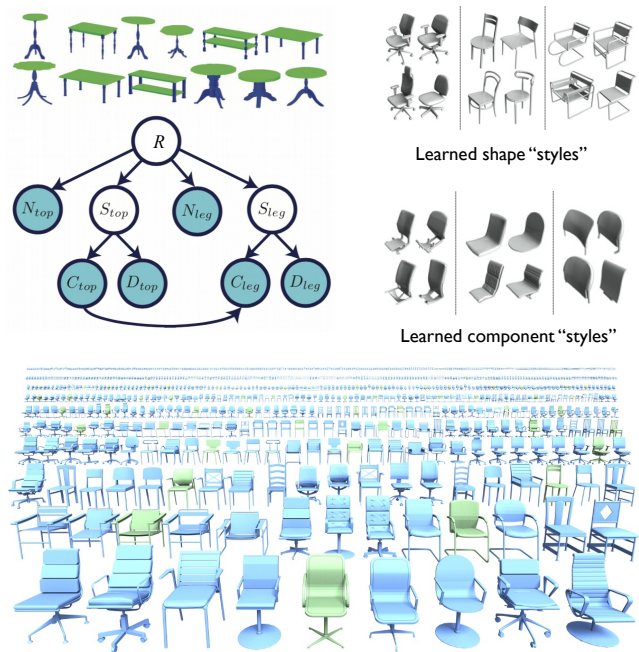 R
N_top
S_top
N_leg
S_leg
C_top
D_top
C_leg
D_leg
Learned shape “styles”
Learned component “styles”